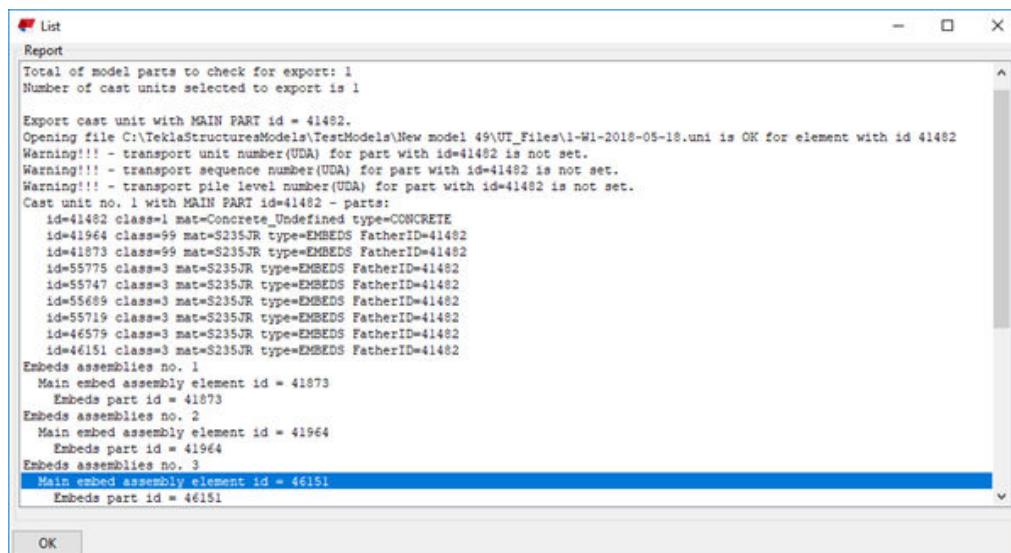 List
Report
Total of model parts to check for export: 1
Number of cast units selected to export is 1
Export cast unit with MAIN PART id = 41482.
Opening file C:\TeklaStructuresModels\TestModels\New model 49\UT_Files\1-W1-2018-05-18.uni is OK for element with id 41482
Warning!!! - transport unit number(UDA) for part with id=41482 is not set.
Warning!!! - transport sequence number(UDA) for part with id=41482 is not set.
Warning!!! - transport pile level number(UDA) for part with id=41482 is not set.
Cast unit no. 1 with MAIN PART id=41482 - parts:
id=41482 class=1 mat=Concrete_Undefined type=CONCRETE
id=41964 class=99 mat=S235JR type=EMBEDS FatherID=41482
id=41873 class=99 mat=S235JR type=EMBEDS FatherID=41482
id=55775 class=3 mat=S235JR type=EMBEDS FatherID=41482
id=55747 class=3 mat=S235JR type=EMBEDS FatherID=41482
id=55689 class=3 mat=S235JR type=EMBEDS FatherID=41482
id=55719 class=3 mat=S235JR type=EMBEDS FatherID=41482
id=46579 class=3 mat=S235JR type=EMBEDS FatherID=41482
id=46151 class=3 mat=S235JR type=EMBEDS FatherID=41482
Embeds assemblies no. 1
Main embed assembly element id = 41873
Embeds part id = 41873
Embeds assemblies no. 2
Main embed assembly element id = 41964
Embeds part id = 41964
Embeds assemblies no. 3
Main embed assembly element id = 46151
Embeds part id = 46151
OK